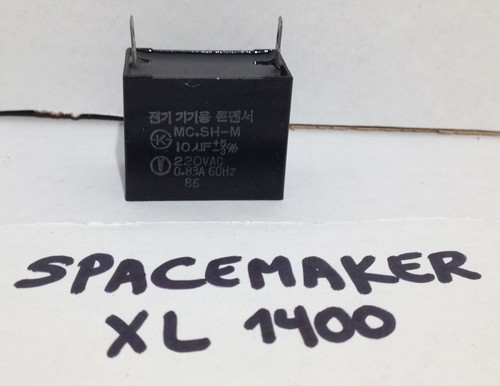 전기 기기용 콘덴서
MC.SH-M
10µF
220VAC
0.83A 60Hz
86
SPACEMAKER
XL 1400